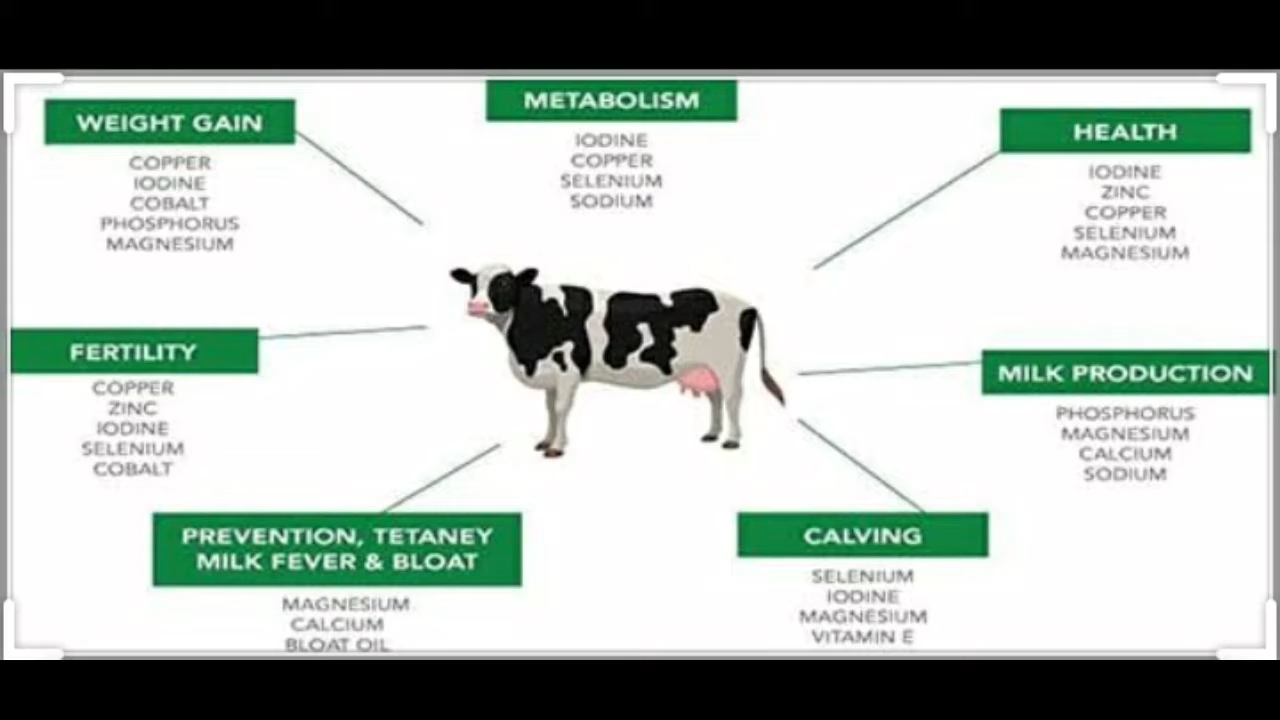 METABOLISM
IODINE
COPPER
SELENIUM
SODIUM
WEIGHT GAIN
COPPER
IODINE
COBALT
PHOSPHORUS
MAGNESIUM
HEALTH
IODINE
ZINC
COPPER
SELENIUM
MAGNESIUM
FERTILITY
COPPER
ZINC
IODINE
SELENIUM
COBALT
MILK PRODUCTION
PHOSPHORUS
MAGNESIUM
CALCIUM
SODIUM
PREVENTION, TETANEY
MILK FEVER & BLOAT
MAGNESIUM
CALCIUM
BLOAT OIL
CALVING
SELENIUM
IODINE
MAGNESIUM
VITAMIN E